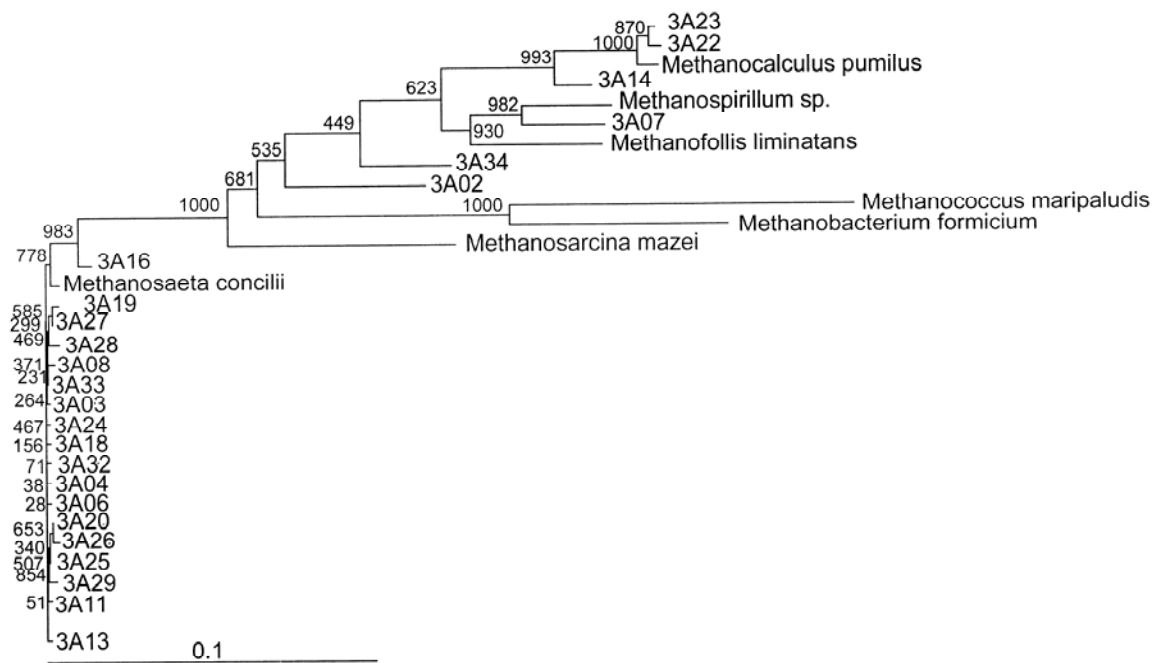 870 3A23
1000 3A22
993 Methanocalculus pumilus
3A14
623
982 Methanospirillum sp.
3A07
930
449 Methanofollis liminatans
535 3A34
681 3A02
1000 1000 Methanococcus maripaludis
Methanobacterium formicium
983 Methanosarcina mazei
778 3A16
Methanosaeta concilii
585 3A19
299 3A27
469 3A28
371 3A08
231 3A33
264 3A03
467 3A24
156 3A18
71 3A32
38 3A04
28 3A06
653 3A20
340 3A26
507 3A25
854 3A29
51 3A11
3A13
0.1